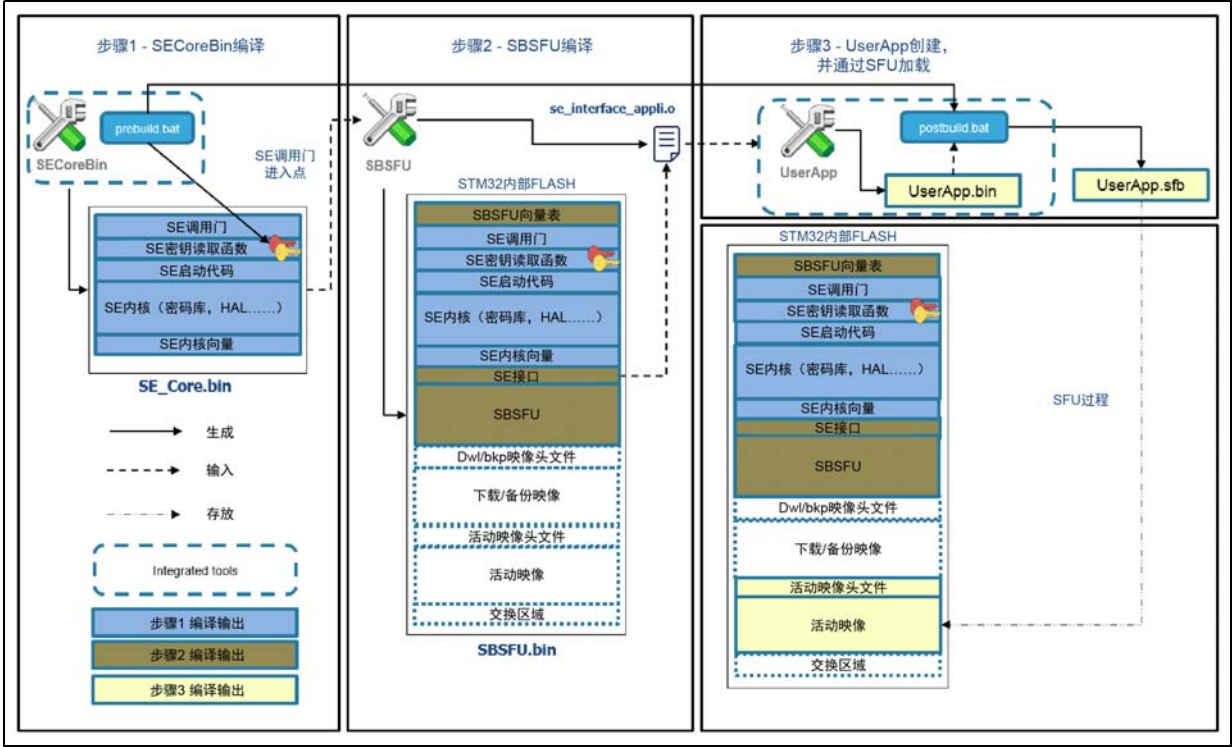 步骤1 - SECoreBin编译
prebuild.bat
SECoreBin
SE调用门
进入点
SE调用门
SE密钥读取函数
SE启动代码
SE内核（密码库，HAL……）
SE内核向量
SE_Core.bin
生成
输入
存放
Integrated tools
步骤1 编译输出
步骤2 编译输出
步骤3 编译输出
步骤2 - SBSFU编译
se_interface_appli.o
SBSFU
STM32内部FLASH
SBSFU向量表
SE调用门
SE密钥读取函数
SE启动代码
SE内核（密码库，HAL……）
SE内核向量
SE接口
SBSFU
Dwl/bkp映像头文件
下载/备份映像
活动映像头文件
活动映像
交换区域
SBSFU.bin
步骤3 - UserApp创建，
并通过SFU加载
postbuild.bat
UserApp
UserApp.bin
UserApp.sfb
STM32内部FLASH
SBSFU向量表
SE调用门
SE密钥读取函数
SE启动代码
SE内核（密码库，HAL……）
SE内核向量
SE接口
SBSFU
Dwl/bkp映像头文件
下载/备份映像
活动映像头文件
活动映像
交换区域
SFU过程